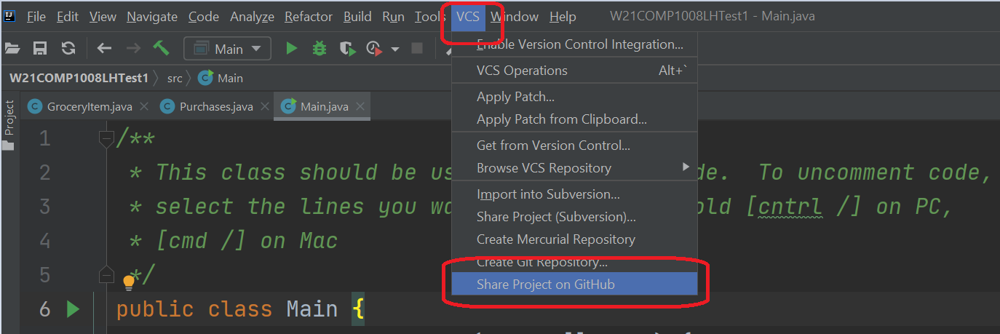 File Edit View Navigate Code Analyze Refactor Build Run Tools VCS Window Help W21COMP1008LHTest1 - Main.java
Main
W21COMP1008LHTest1 src Main
GroceryItem.java Purchases.java Main.java
Project
Enable Version Control Integration...
VCS Operations Alt+`
Apply Patch...
Apply Patch from Clipboard...
Get from Version Control...
Browse VCS Repository
Import into Subversion...
Share Project (Subversion)...
Create Mercurial Repository
Create Git Repository...
Share Project on GitHub
1 /**
2 * This class should be us de. To uncomment code,
3 * select the lines you wa old [cntrl /] on PC,
4 * [cmd /] on Mac
5 */
6 public class Main {